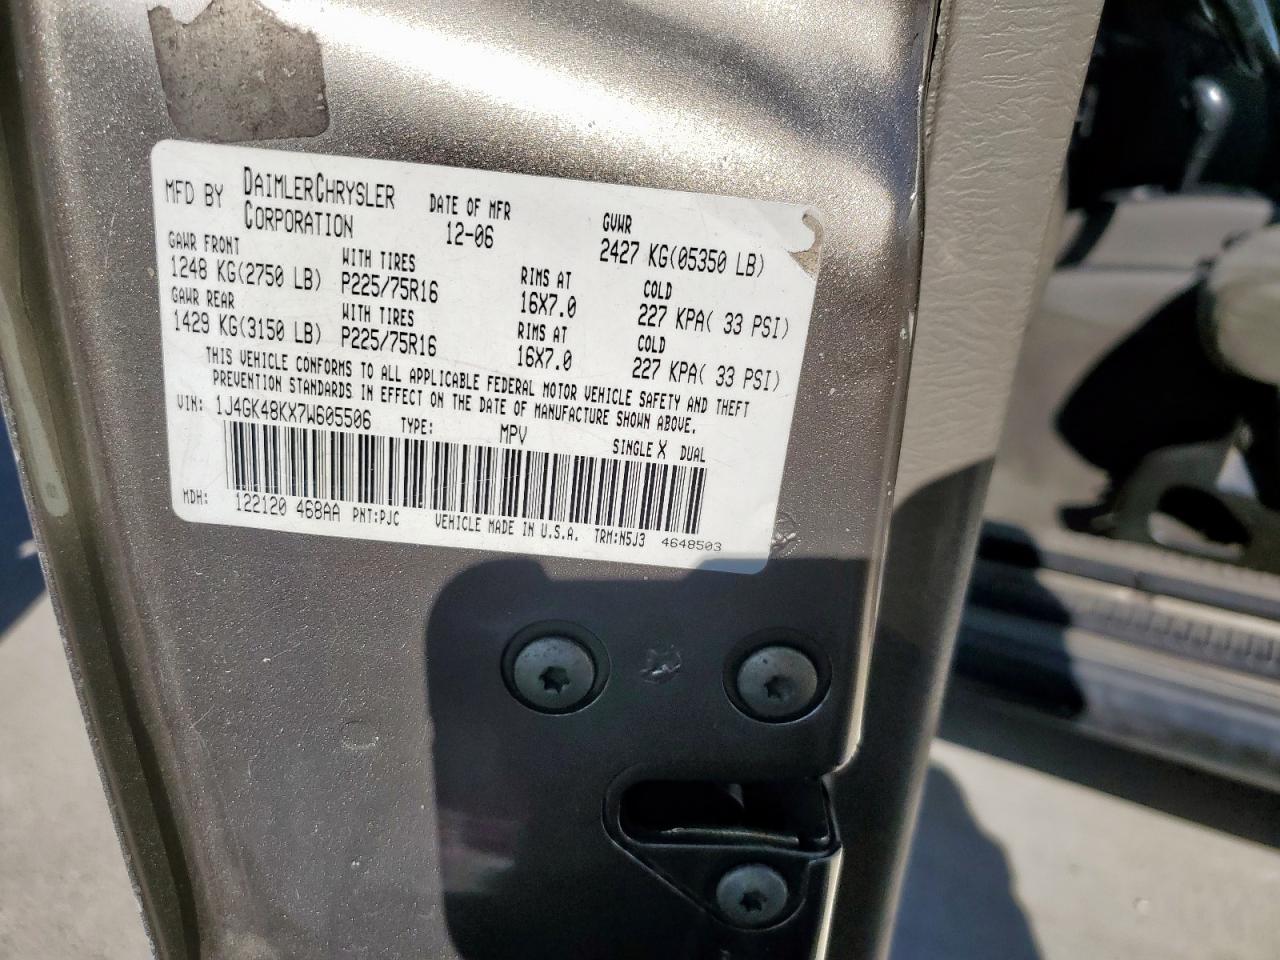 MFD BY DAIMLERCHRYSLER CORPORATION DATE OF MFR 12-06 GVWR 2427 KG(05350 LB)
GAWR FRONT WITH TIRES RIMS AT COLD
1248 KG(2750 LB) P225/75R16 16X7.0 227 KPA( 33 PSI)
GAWR REAR WITH TIRES RIMS AT COLD
1429 KG(3150 LB) P225/75R16 16X7.0 227 KPA( 33 PSI)
THIS VEHICLE CONFORMS TO ALL APPLICABLE FEDERAL MOTOR VEHICLE SAFETY AND THEFT
PREVENTION STANDARDS IN EFFECT ON THE DATE OF MANUFACTURE SHOWN ABOVE.
VIN: 1J4GK48KX7W605506 TYPE: MPV SINGLE X DUAL
MDH: 122120 468AA PNT:PJC VEHICLE MADE IN U.S.A. TRM:N5J3 4648503